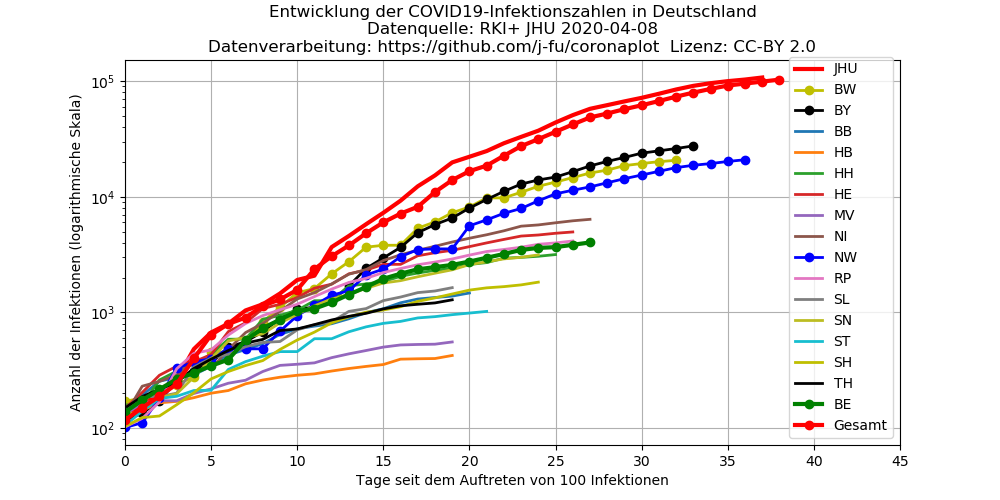 Entwicklung der COVID19-Infektionszahlen in Deutschland
Datenquelle: RKI+ JHU 2020-04-08
Datenverarbeitung: https://github.com/j-fu/coronaplot  Lizenz: CC-BY 2.0
Anzahl der Infektionen (logarithmische Skala)
10^5
10^4
10^3
10^2
0 5 10 15 20 25 30 35 40 45
Tage seit dem Auftreten von 100 Infektionen
JHU
BW
BY
BB
HB
HH
HE
MV
NI
NW
RP
SL
SN
ST
SH
TH
BE
Gesamt